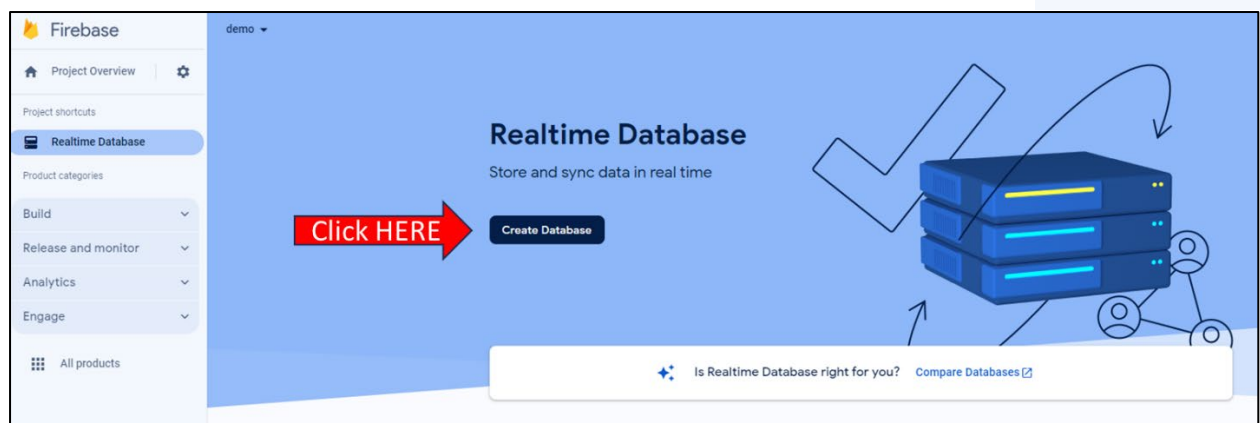 Firebase
demo
Project Overview
Project shortcuts
Realtime Database
Product categories
Build
Release and monitor
Analytics
Engage
All products
Realtime Database
Store and sync data in real time
Click HERE
Create Database
Is Realtime Database right for you? Compare Databases